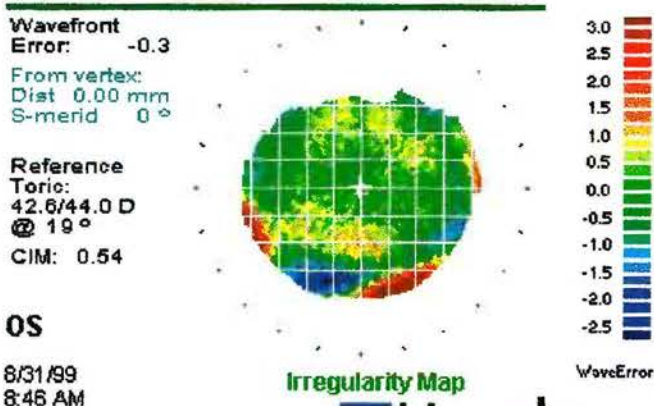 Wavefront
Error: -0.3
From vertex:
Dist 0.00 mm
S-merid 0 °
Reference
Toric:
42.6/44.0 D
@ 19 °
CIM: 0.54
OS
8/31/99
8:46 AM
Irregularity Map
3.0
2.5
2.0
1.5
1.0
0.5
0.0
-0.5
-1.0
-1.5
-2.0
-2.5
WaveError